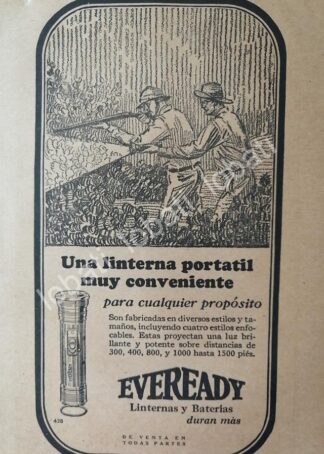 Una linterna portatil
muy conveniente
para cualquier propósito
Son fabricadas en diversos estilos y ta-
maños, incluyendo cuatro estilos enfo-
cables. Estas proyectan una luz bri-
llante y potente sobre distancias de
300, 400, 800, y 1000 hasta 1500 piés.
EVEREADY
Linternas y Baterías
duran más
DE VENTA EN
TODAS PARTES